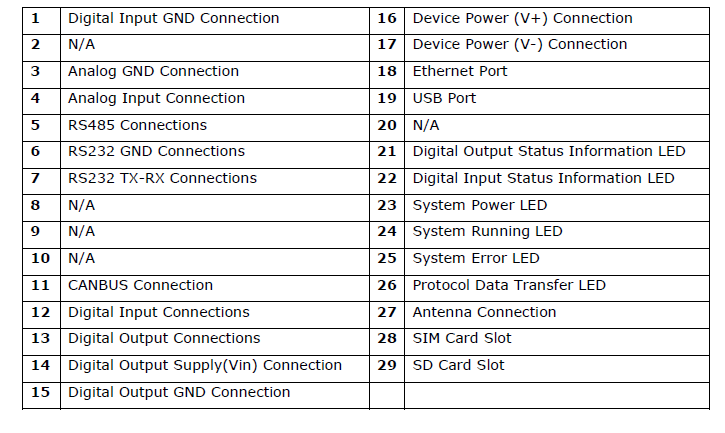 1 Digital Input GND Connection 16 Device Power (V+) Connection
2 N/A 17 Device Power (V-) Connection
3 Analog GND Connection 18 Ethernet Port
4 Analog Input Connection 19 USB Port
5 RS485 Connections 20 N/A
6 RS232 GND Connections 21 Digital Output Status Information LED
7 RS232 TX-RX Connections 22 Digital Input Status Information LED
8 N/A 23 System Power LED
9 N/A 24 System Running LED
10 N/A 25 System Error LED
11 CANBUS Connection 26 Protocol Data Transfer LED
12 Digital Input Connections 27 Antenna Connection
13 Digital Output Connections 28 SIM Card Slot
14 Digital Output Supply(Vin) Connection 29 SD Card Slot
15 Digital Output GND Connection